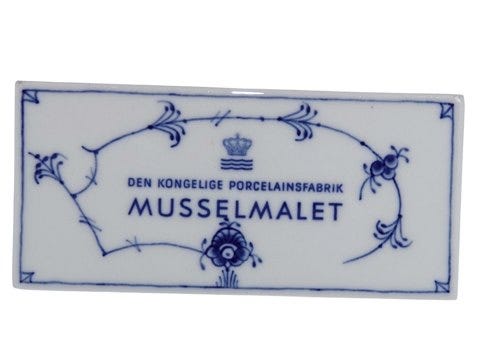 DEN KONGELIGE PORCELAINSFABRIK
MUSSELMALET